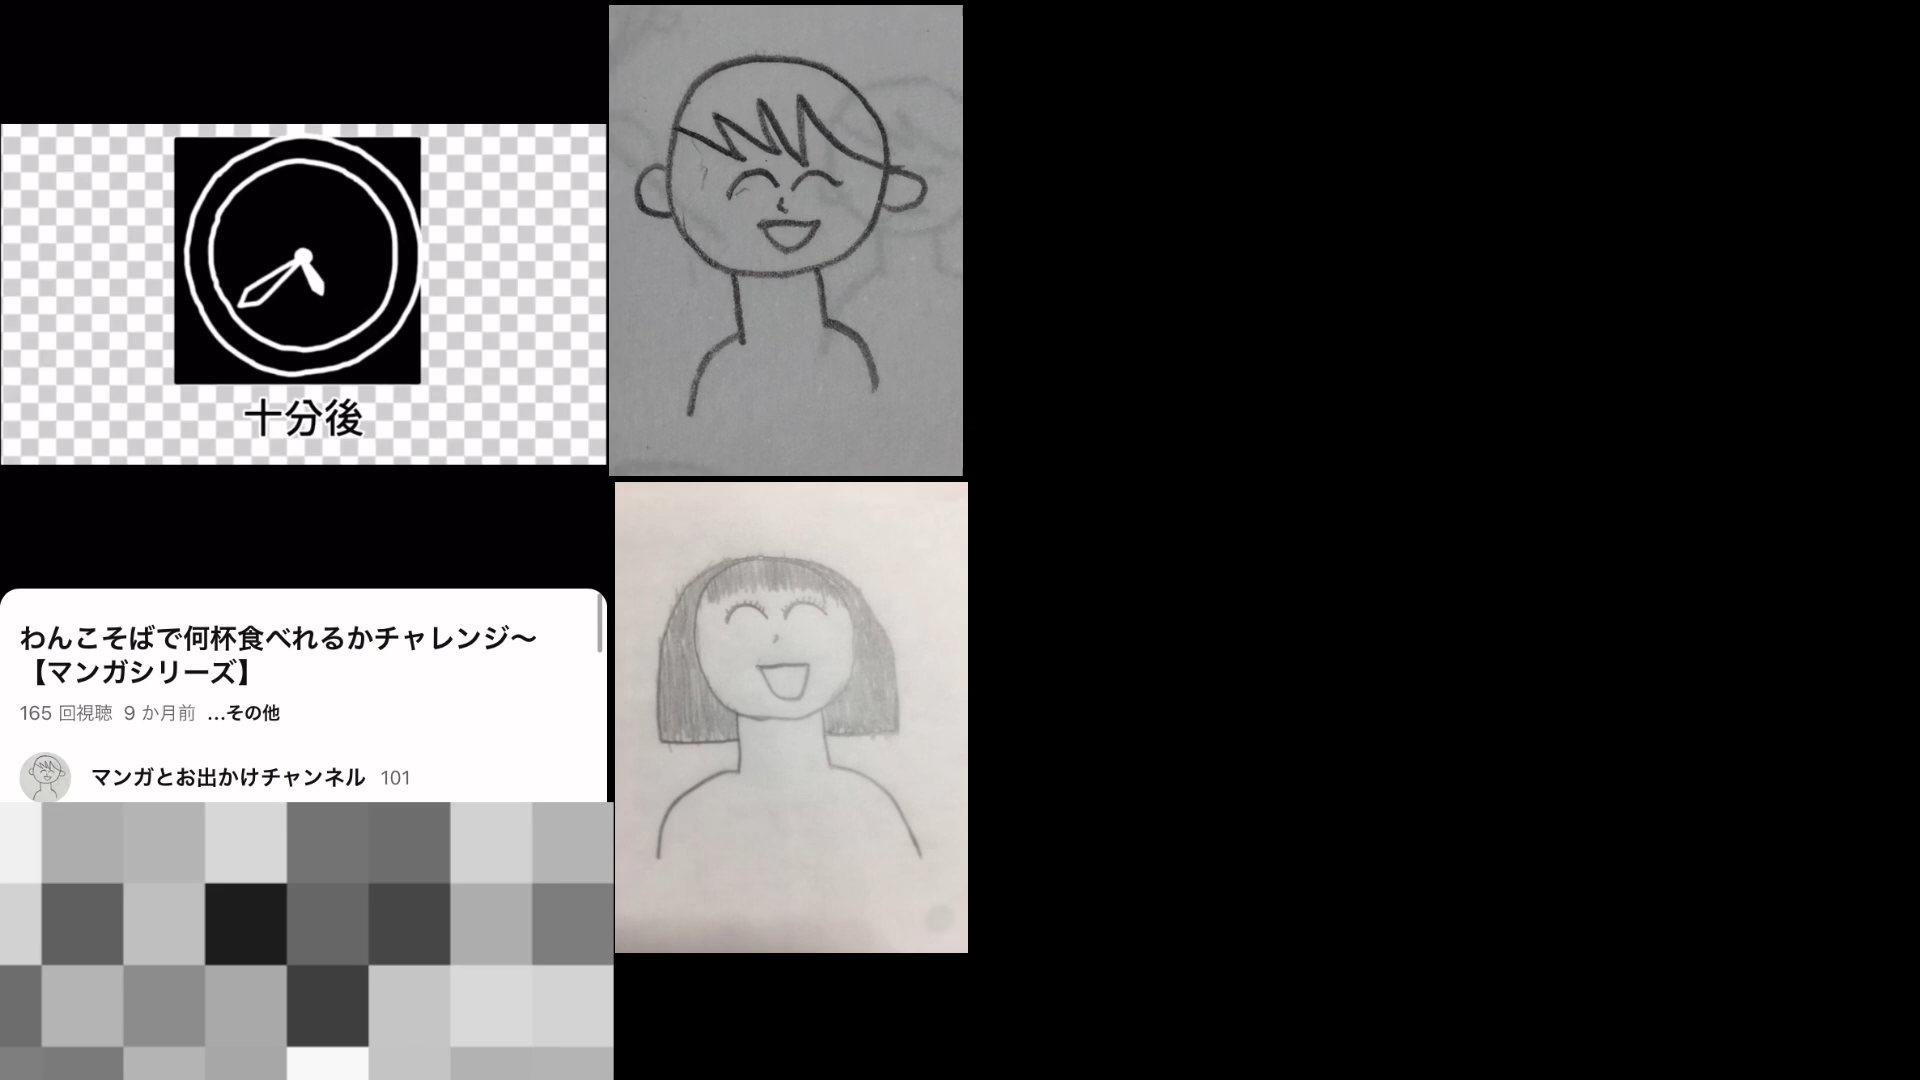 十分後
わんこそばで何杯食べれるかチャレンジ〜
【マンガシリーズ】
165 回視聴 9 か月前 …その他
マンガとお出かけチャンネル 101